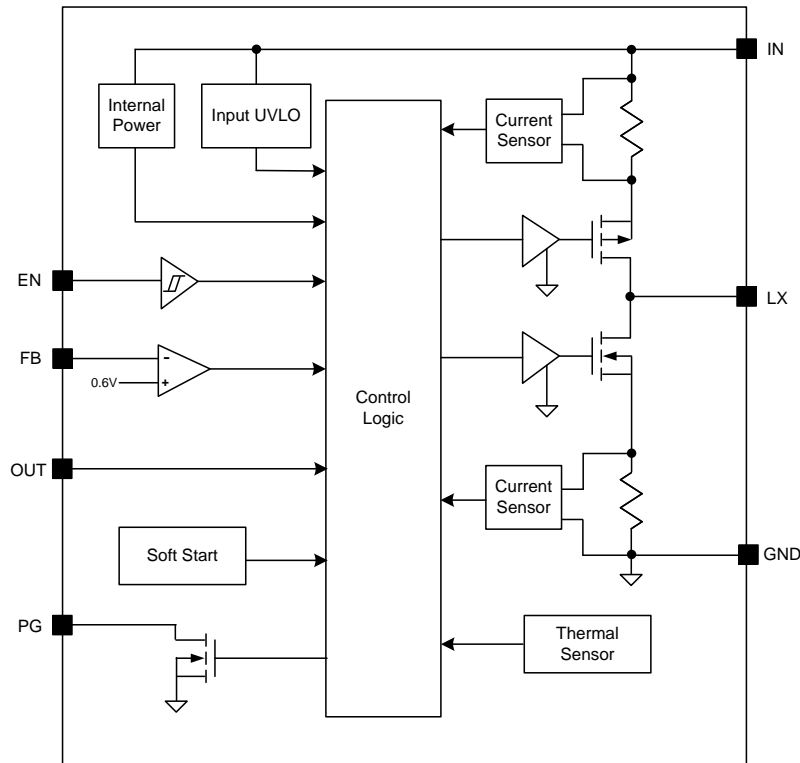 IN
Internal
Power
Input UVLO
Current
Sensor
EN
LX
FB
-
+
0.6V
Control
Logic
OUT
Current
Sensor
Soft Start
GND
PG
Thermal
Sensor